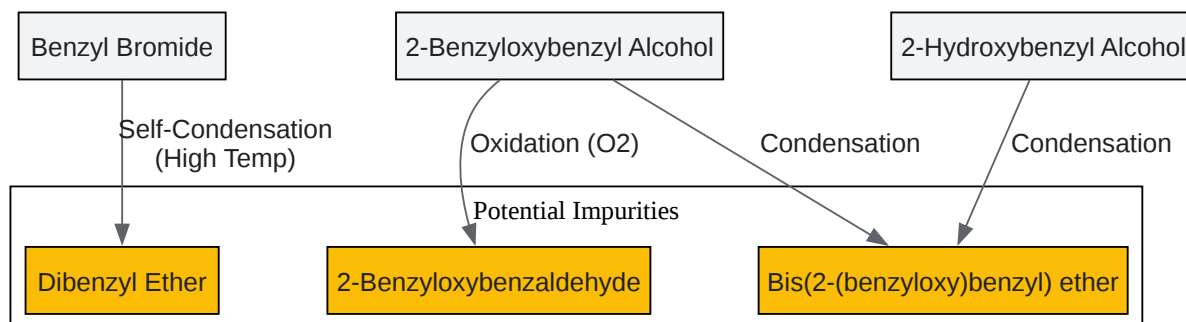 Benzyl Bromide
2-Benzyloxybenzyl Alcohol
2-Hydroxybenzyl Alcohol
Self-Condensation
(High Temp)
Oxidation (O2)
Condensation
Condensation
Potential Impurities
Dibenzyl Ether
2-Benzyloxybenzaldehyde
Bis(2-(benzyloxy)benzyl) ether